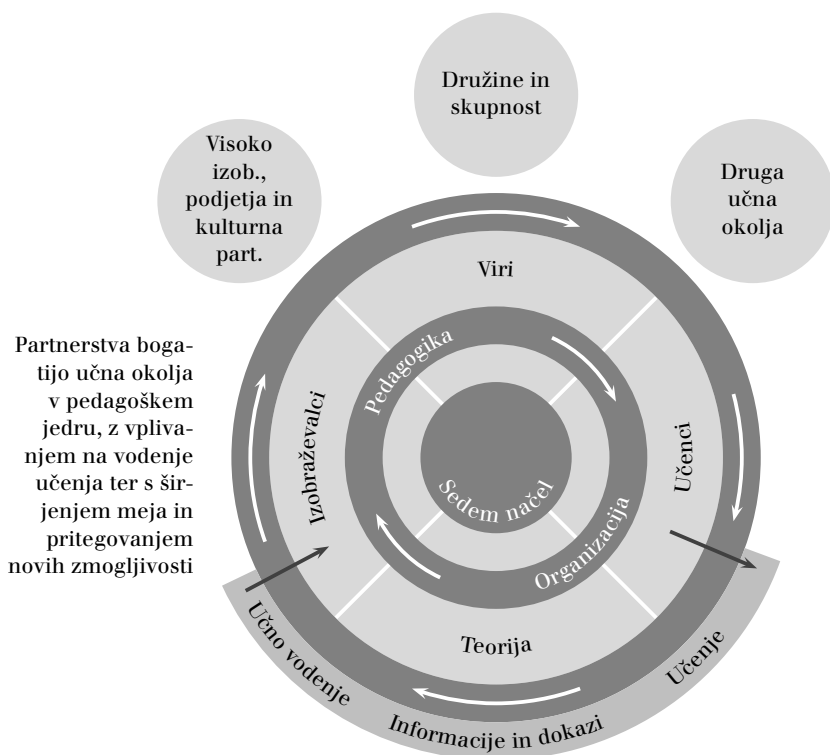 Družine in
skupnost
Visoko
izob.,
podjetja in
kulturna
part.
Druga
učna
okolja
Viri
Pedagogika
Partnerstva boga-
tijo učna okolja
v pedagoškem
jedru, z vpliva-
njem na vodenje
učenja ter s šir-
jenjem meja in
pritegovanjem
novih zmogljivosti
Izobraževalci
Učenci
Sedem načel
Organizacija
Teorija
Učno vodenje
Informacije in dokazi
Učenje